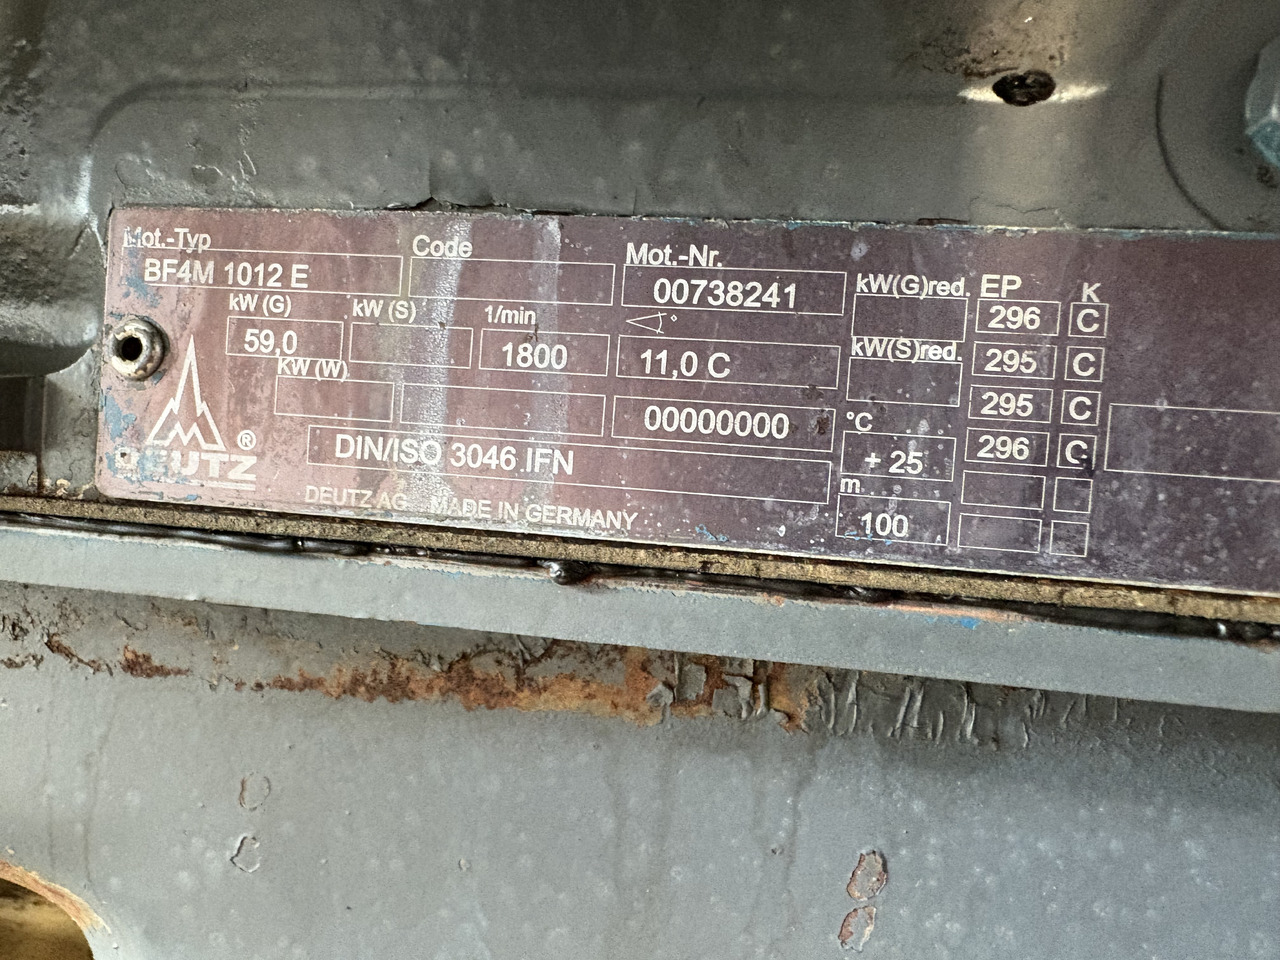 Mot.-Typ Code Mot.-Nr. kW(G)red. EP K
BF4M 1012 E 00738241 296 C
kW (G) kW (S) 1/min ° kW(S)red.
59,0 1800 11,0 C 295 C
kW (W) 00000000 °C 295 C
DIN/ISO 3046 IFN + 25 296 C
® DEUTZ m
DEUTZ AG MADE IN GERMANY 100